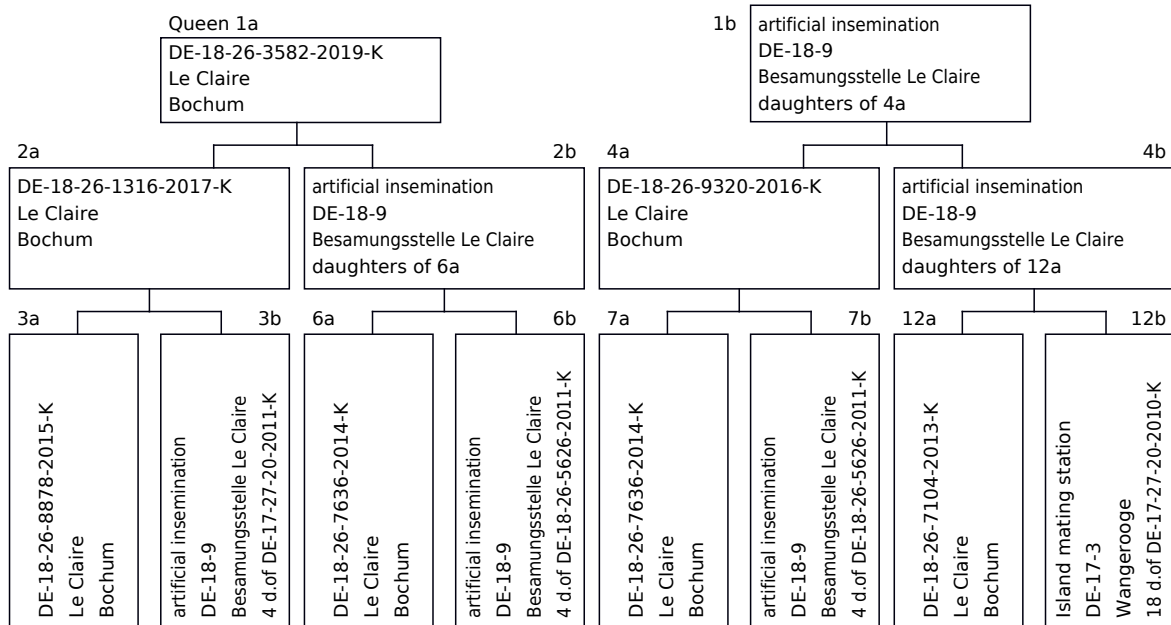 Queen 1a
DE-18-26-3582-2019-K
Le Claire
Bochum
1b
artificial insemination
DE-18-9
Besamungsstelle Le Claire
daughters of 4a
2a
DE-18-26-1316-2017-K
Le Claire
Bochum
2b
artificial insemination
DE-18-9
Besamungsstelle Le Claire
daughters of 6a
4a
DE-18-26-9320-2016-K
Le Claire
Bochum
4b
artificial insemination
DE-18-9
Besamungsstelle Le Claire
daughters of 12a
3a
DE-18-26-8878-2015-K
Le Claire
Bochum
3b
artificial insemination
DE-18-9
Besamungsstelle Le Claire
4 d.of DE-17-27-20-2011-K
6a
DE-18-26-7636-2014-K
Le Claire
Bochum
6b
artificial insemination
DE-18-9
Besamungsstelle Le Claire
4 d.of DE-18-26-5626-2011-K
7a
DE-18-26-7636-2014-K
Le Claire
Bochum
7b
artificial insemination
DE-18-9
Besamungsstelle Le Claire
4 d.of DE-18-26-5626-2011-K
12a
DE-18-26-7104-2013-K
Le Claire
Bochum
12b
Island mating station
DE-17-3
Wangerooge
18 d.of DE-17-27-20-2010-K